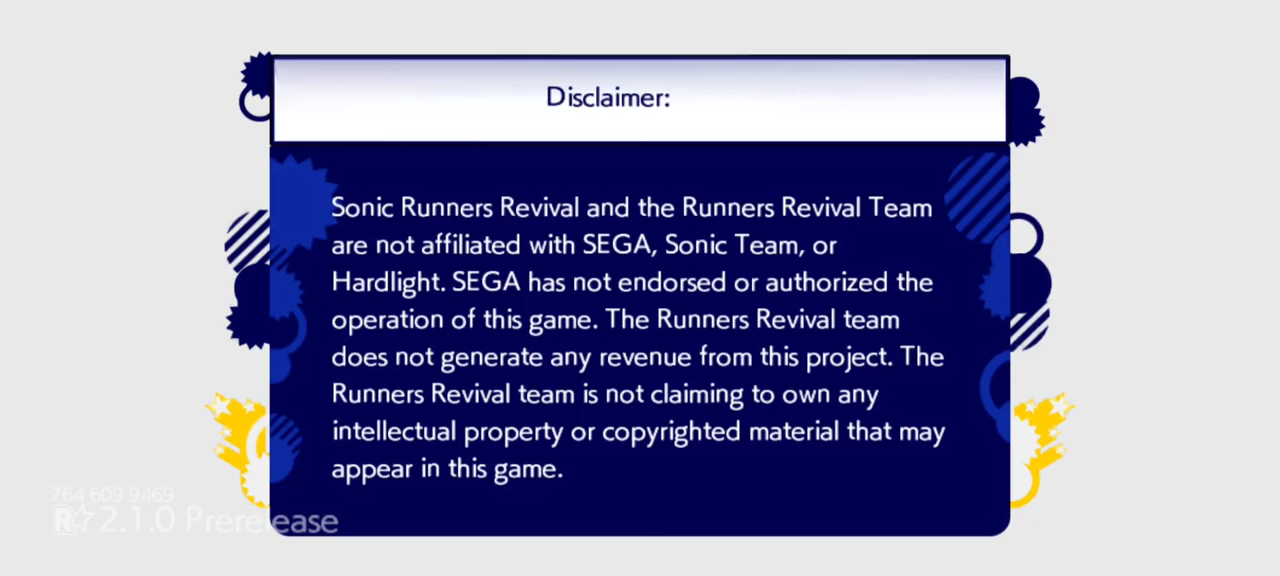 Disclaimer:
Sonic Runners Revival and the Runners Revival Team
are not affiliated with SEGA, Sonic Team, or
Hardlight. SEGA has not endorsed or authorized the
operation of this game. The Runners Revival team
does not generate any revenue from this project. The
Runners Revival team is not claiming to own any
intellectual property or copyrighted material that may
appear in this game.
764 609 9469
R 2.1.0 Prerelease